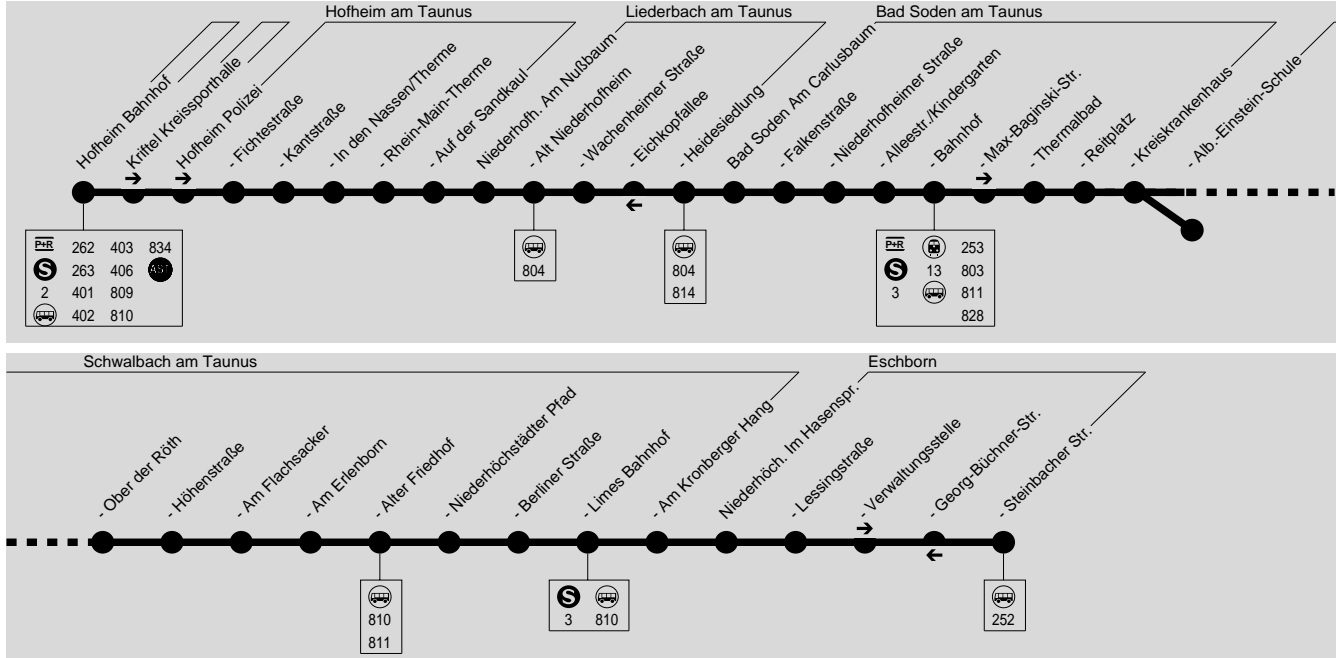 Hofheim am Taunus
Liederbach am Taunus
Bad Soden am Taunus
Hofheim Bahnhof
Kriftel Kreissporthalle
Hofheim Polizei
- Fichtestraße
- Kantstraße
- In den Nassen/Therme
- Rhein-Main-Therme
- Auf der Sandkaul
Niederhofh. Am Nußbaum
- Alt Niederhofheim
- Wachenheimer Straße
- Eichkopfallee
- Heidesiedlung
Bad Soden Am Carlusbaum
- Falkenstraße
- Niederhofheimer Straße
- Alleestr./Kindergarten
- Bahnhof
- Max-Baginski-Str.
- Thermalbad
- Reitplatz
- Kreiskrankenhaus
- Alb.-Einstein-Schule
P+R 262 403 834
S 263 406 AST
2 401 809
402 810
804
804
814
P+R 253
S 13 803
3 811
828
Schwalbach am Taunus
Eschborn
- Ober der Röth
- Höhenstraße
- Am Flachsacker
- Am Erlenborn
- Alter Friedhof
- Niederhöchstädter Pfad
- Berliner Straße
- Limes Bahnhof
- Am Kronberger Hang
Niederhöch. Im Hasenspr.
- Lessingstraße
- Verwaltungsstelle
- Georg-Büchner-Str.
- Steinbacher Str.
810
811
S
3 810
252